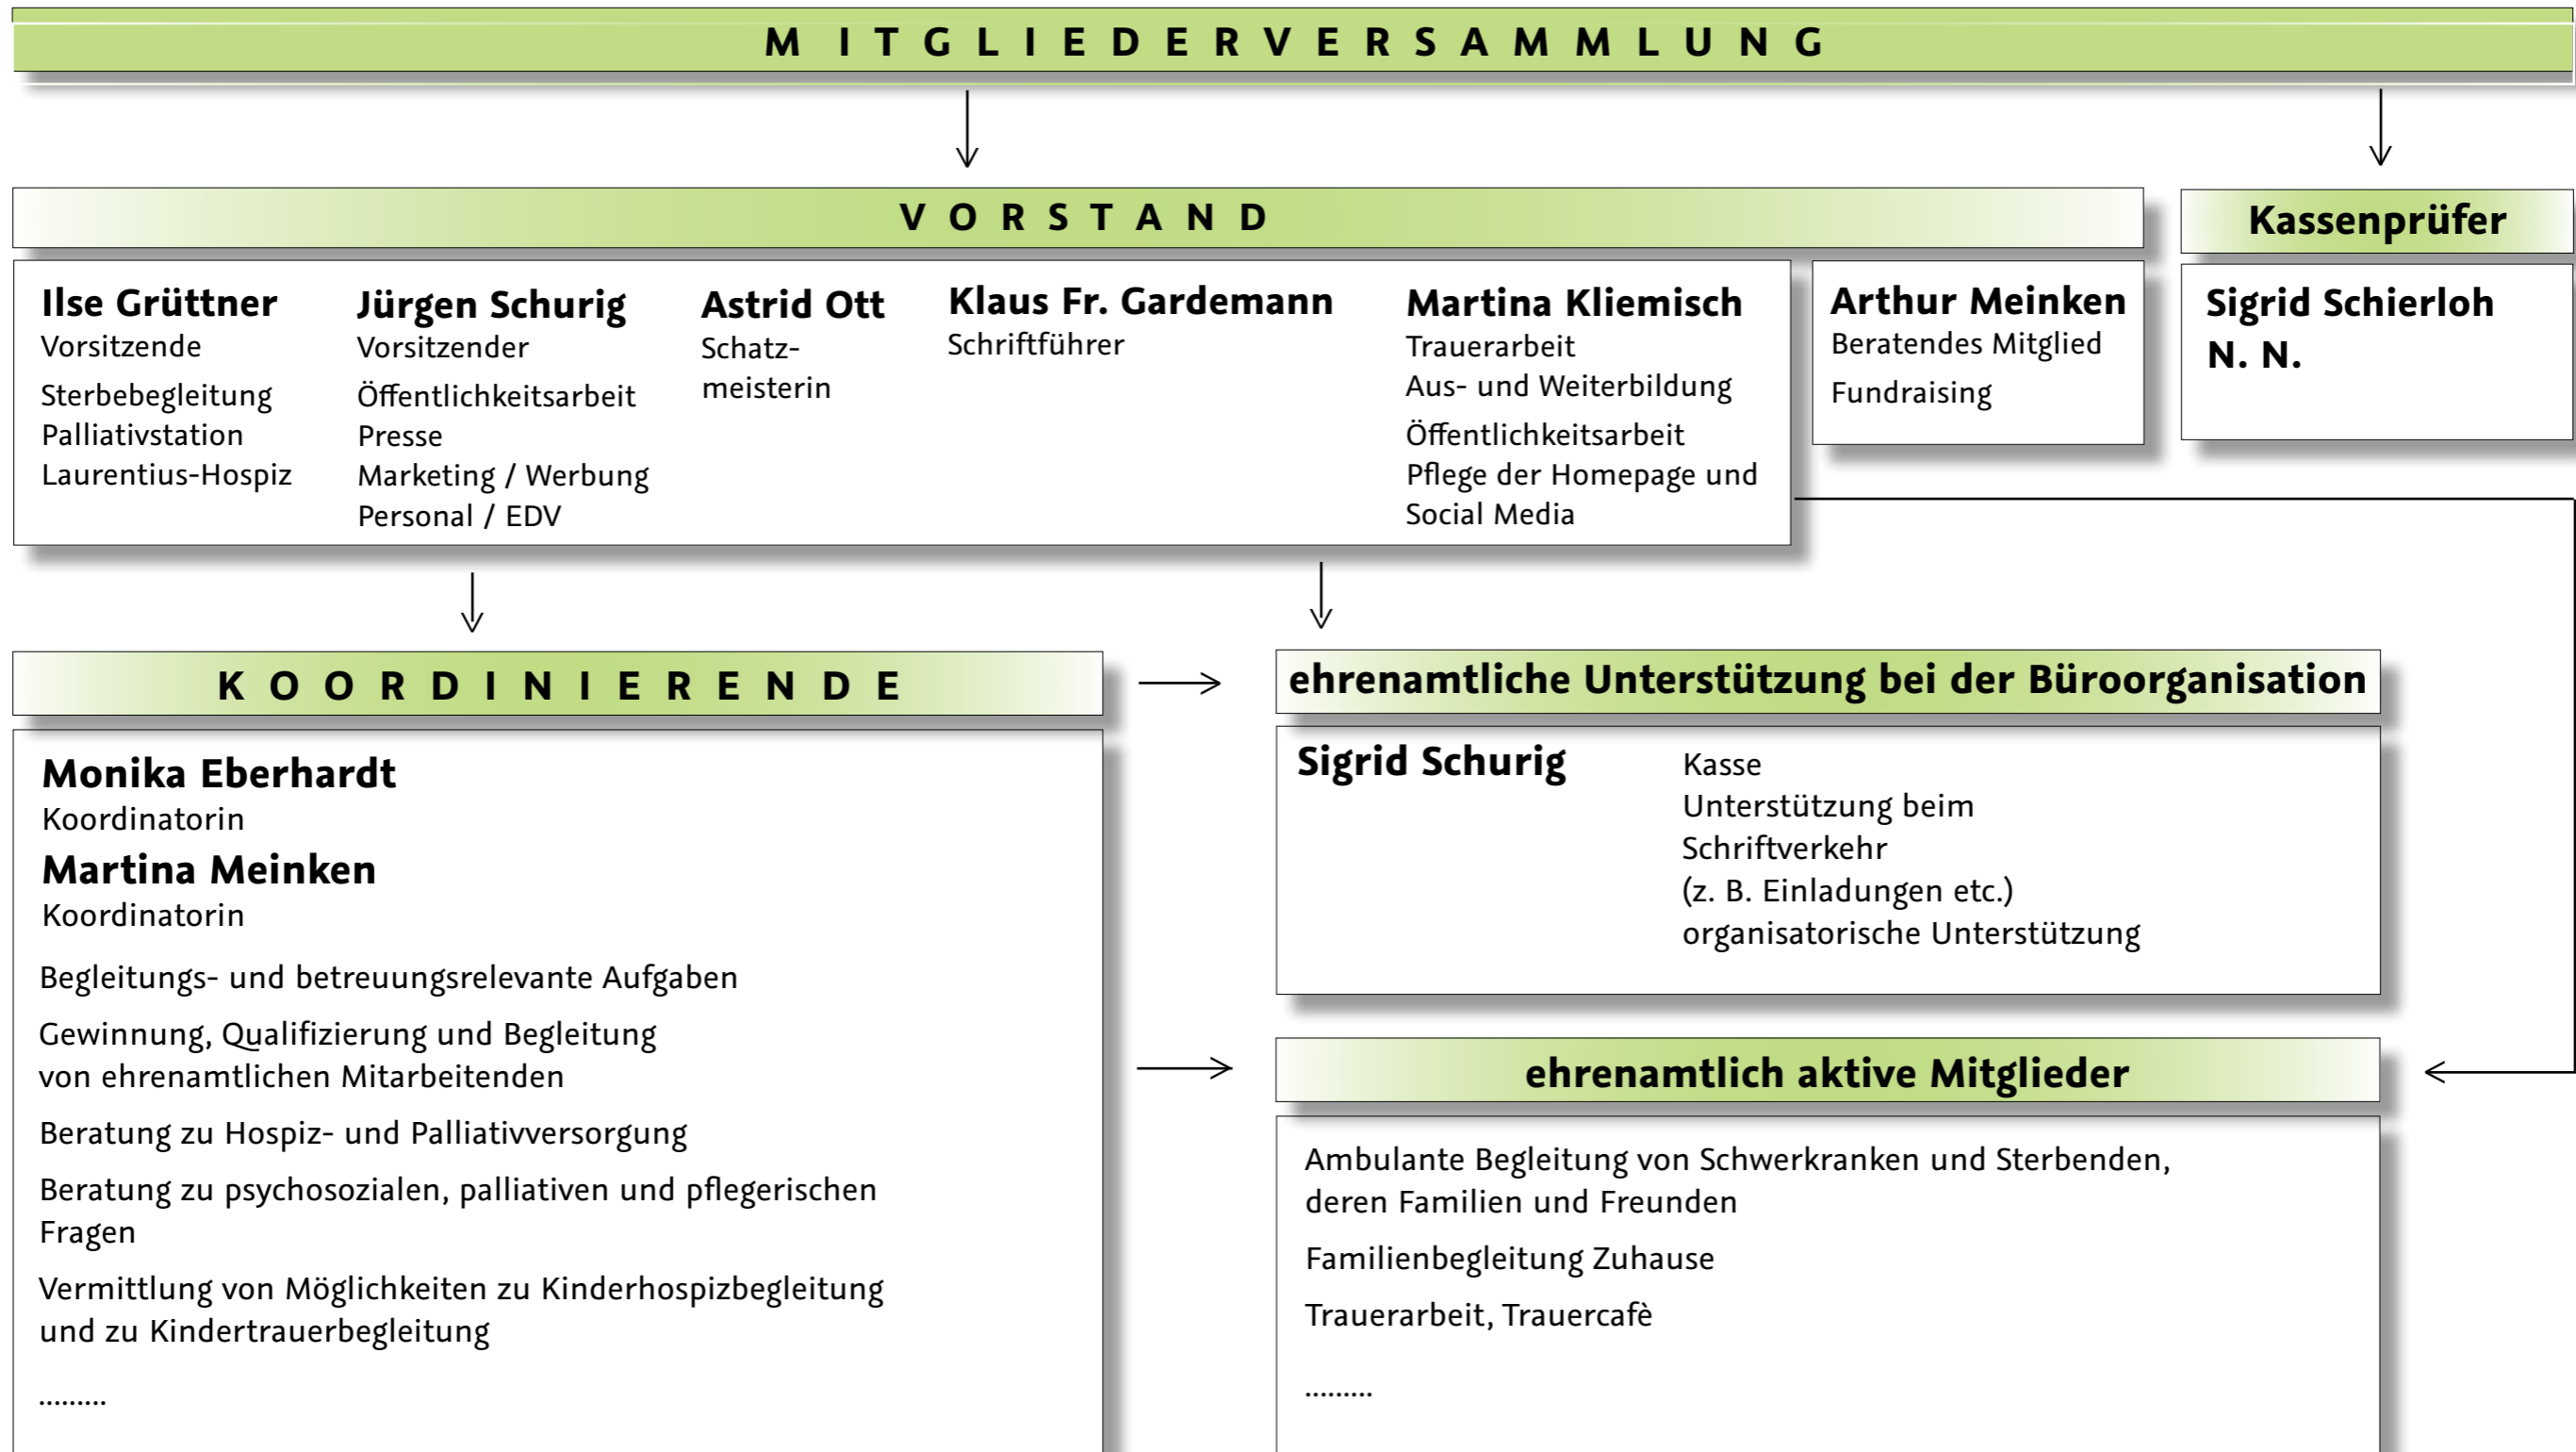 MITGLIEDERVERSAMMLUNG
VORSTAND
Ilse Grüttner
Vorsitzende
Sterbebegleitung
Palliativstation
Laurentius-Hospiz
Jürgen Schurig
Vorsitzender
Öffentlichkeitsarbeit
Presse
Marketing / Werbung
Personal / EDV
Astrid Ott
Schatz-
meisterin
Klaus Fr. Gardemann
Schriftführer
Martina Kliemisch
Trauerarbeit
Aus- und Weiterbildung
Öffentlichkeitsarbeit
Pflege der Homepage und
Social Media
Arthur Meinken
Beratendes Mitglied
Fundraising
Kassenprüfer
Sigrid Schierloh
N. N.
KOORDINIERENDE
Monika Eberhardt
Koordinatorin
Martina Meinken
Koordinatorin
Begleitungs- und betreuungsrelevante Aufgaben
Gewinnung, Qualifizierung und Begleitung
von ehrenamtlichen Mitarbeitenden
Beratung zu Hospiz- und Palliativversorgung
Beratung zu psychosozialen, palliativen und pflegerischen
Fragen
Vermittlung von Möglichkeiten zu Kinderhospizbegleitung
und zu Kindertrauerbegleitung
.........
ehrenamtliche Unterstützung bei der Büroorganisation
Sigrid Schurig
Kasse
Unterstützung beim
Schriftverkehr
(z. B. Einladungen etc.)
organisatorische Unterstützung
ehrenamtlich aktive Mitglieder
Ambulante Begleitung von Schwerkranken und Sterbenden,
deren Familien und Freunden
Familienbegleitung Zuhause
Trauerarbeit, Trauercafè
.........